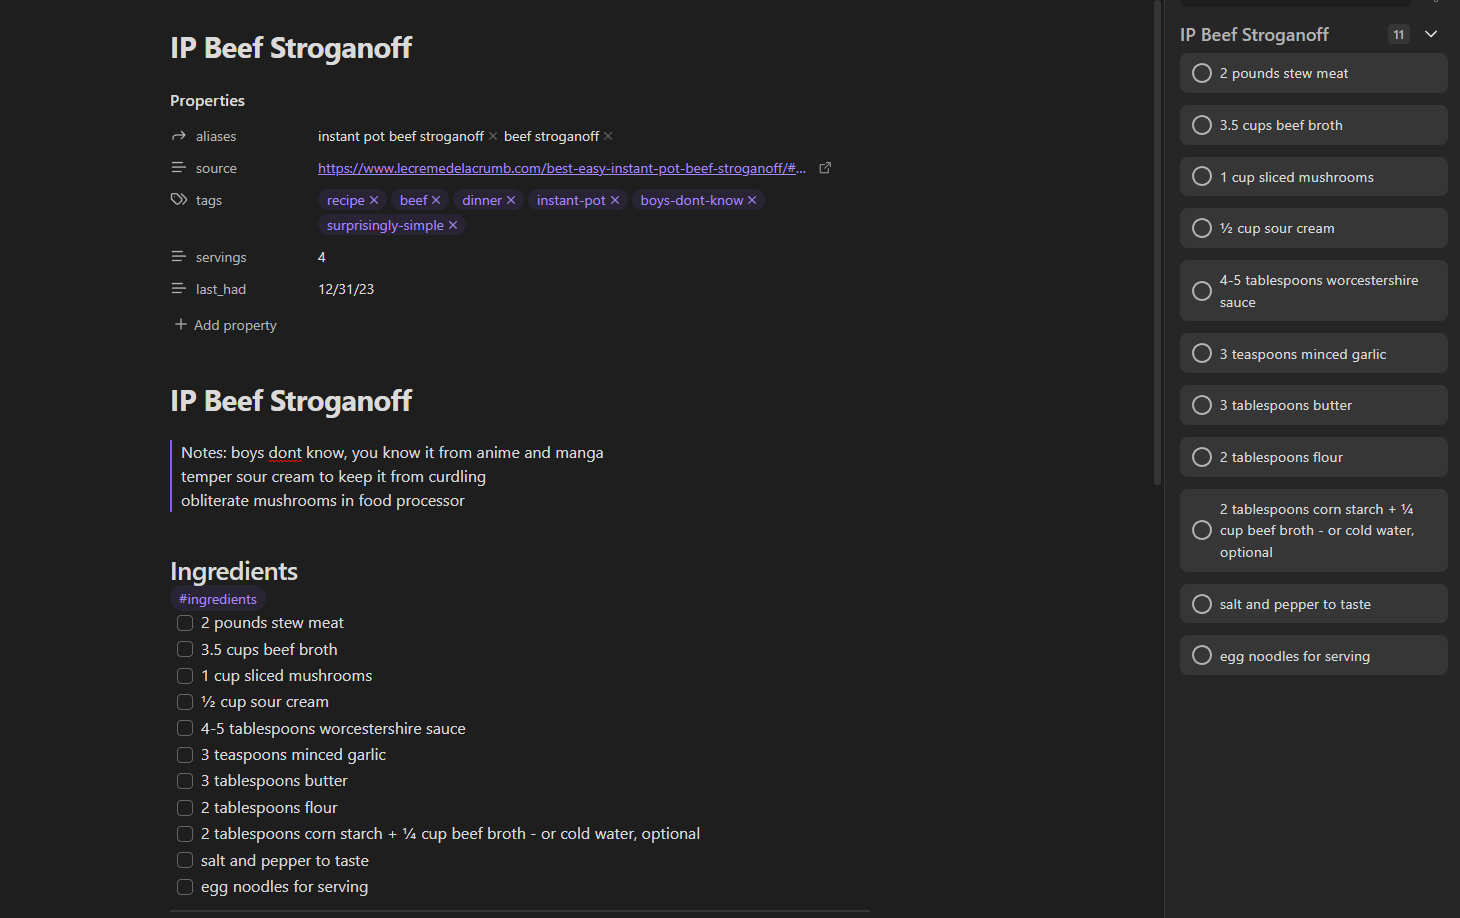 IP Beef Stroganoff
Properties
aliases instant pot beef stroganoff × beef stroganoff ×
source https://www.lecremedelacrumb.com/best-easy-instant-pot-beef-stroganoff/#...
tags recipe × beef × dinner × instant-pot × boys-dont-know ×
surprisingly-simple ×
servings 4
last_had 12/31/23
+ Add property
IP Beef Stroganoff
Notes: boys dont know, you know it from anime and manga
temper sour cream to keep it from curdling
obliterate mushrooms in food processor
Ingredients
#ingredients
2 pounds stew meat
3.5 cups beef broth
1 cup sliced mushrooms
½ cup sour cream
4-5 tablespoons worcestershire sauce
3 teaspoons minced garlic
3 tablespoons butter
2 tablespoons flour
2 tablespoons corn starch + ¼ cup beef broth - or cold water, optional
salt and pepper to taste
egg noodles for serving
IP Beef Stroganoff 11
2 pounds stew meat
3.5 cups beef broth
1 cup sliced mushrooms
½ cup sour cream
4-5 tablespoons worcestershire
sauce
3 teaspoons minced garlic
3 tablespoons butter
2 tablespoons flour
2 tablespoons corn starch + ¼
cup beef broth - or cold water,
optional
salt and pepper to taste
egg noodles for serving